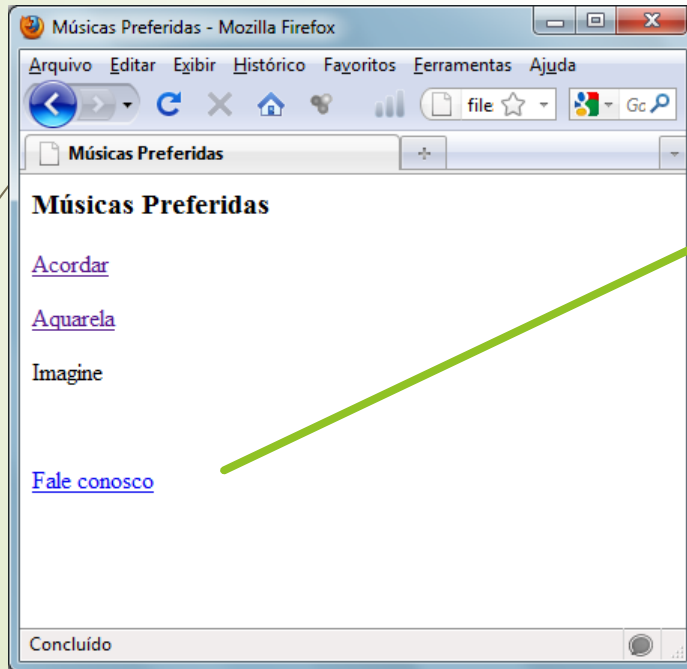 Músicas Preferidas - Mozilla Firefox
Arquivo Editar Exibir Histórico Favoritos Ferramentas Ajuda
file Gc
Músicas Preferidas
Músicas Preferidas
Acordar
Aquarela
Imagine
Fale conosco
Concluído